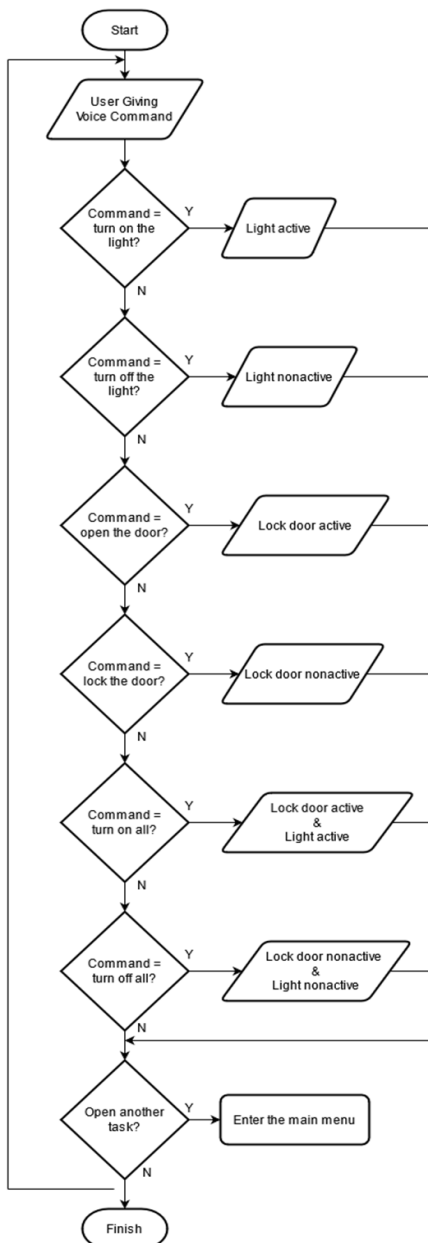 Start
User Giving
Voice Command
Command =
turn on the
light?
Y
Light active
N
Command =
turn off the
light?
Y
Light nonactive
N
Command =
open the door?
Y
Lock door active
N
Command =
lock the door?
Y
Lock door nonactive
N
Command =
turn on all?
Y
Lock door active
&
Light active
N
Command =
turn off all?
Y
Lock door nonactive
&
Light nonactive
N
Open another
task?
Y
Enter the main menu
N
Finish